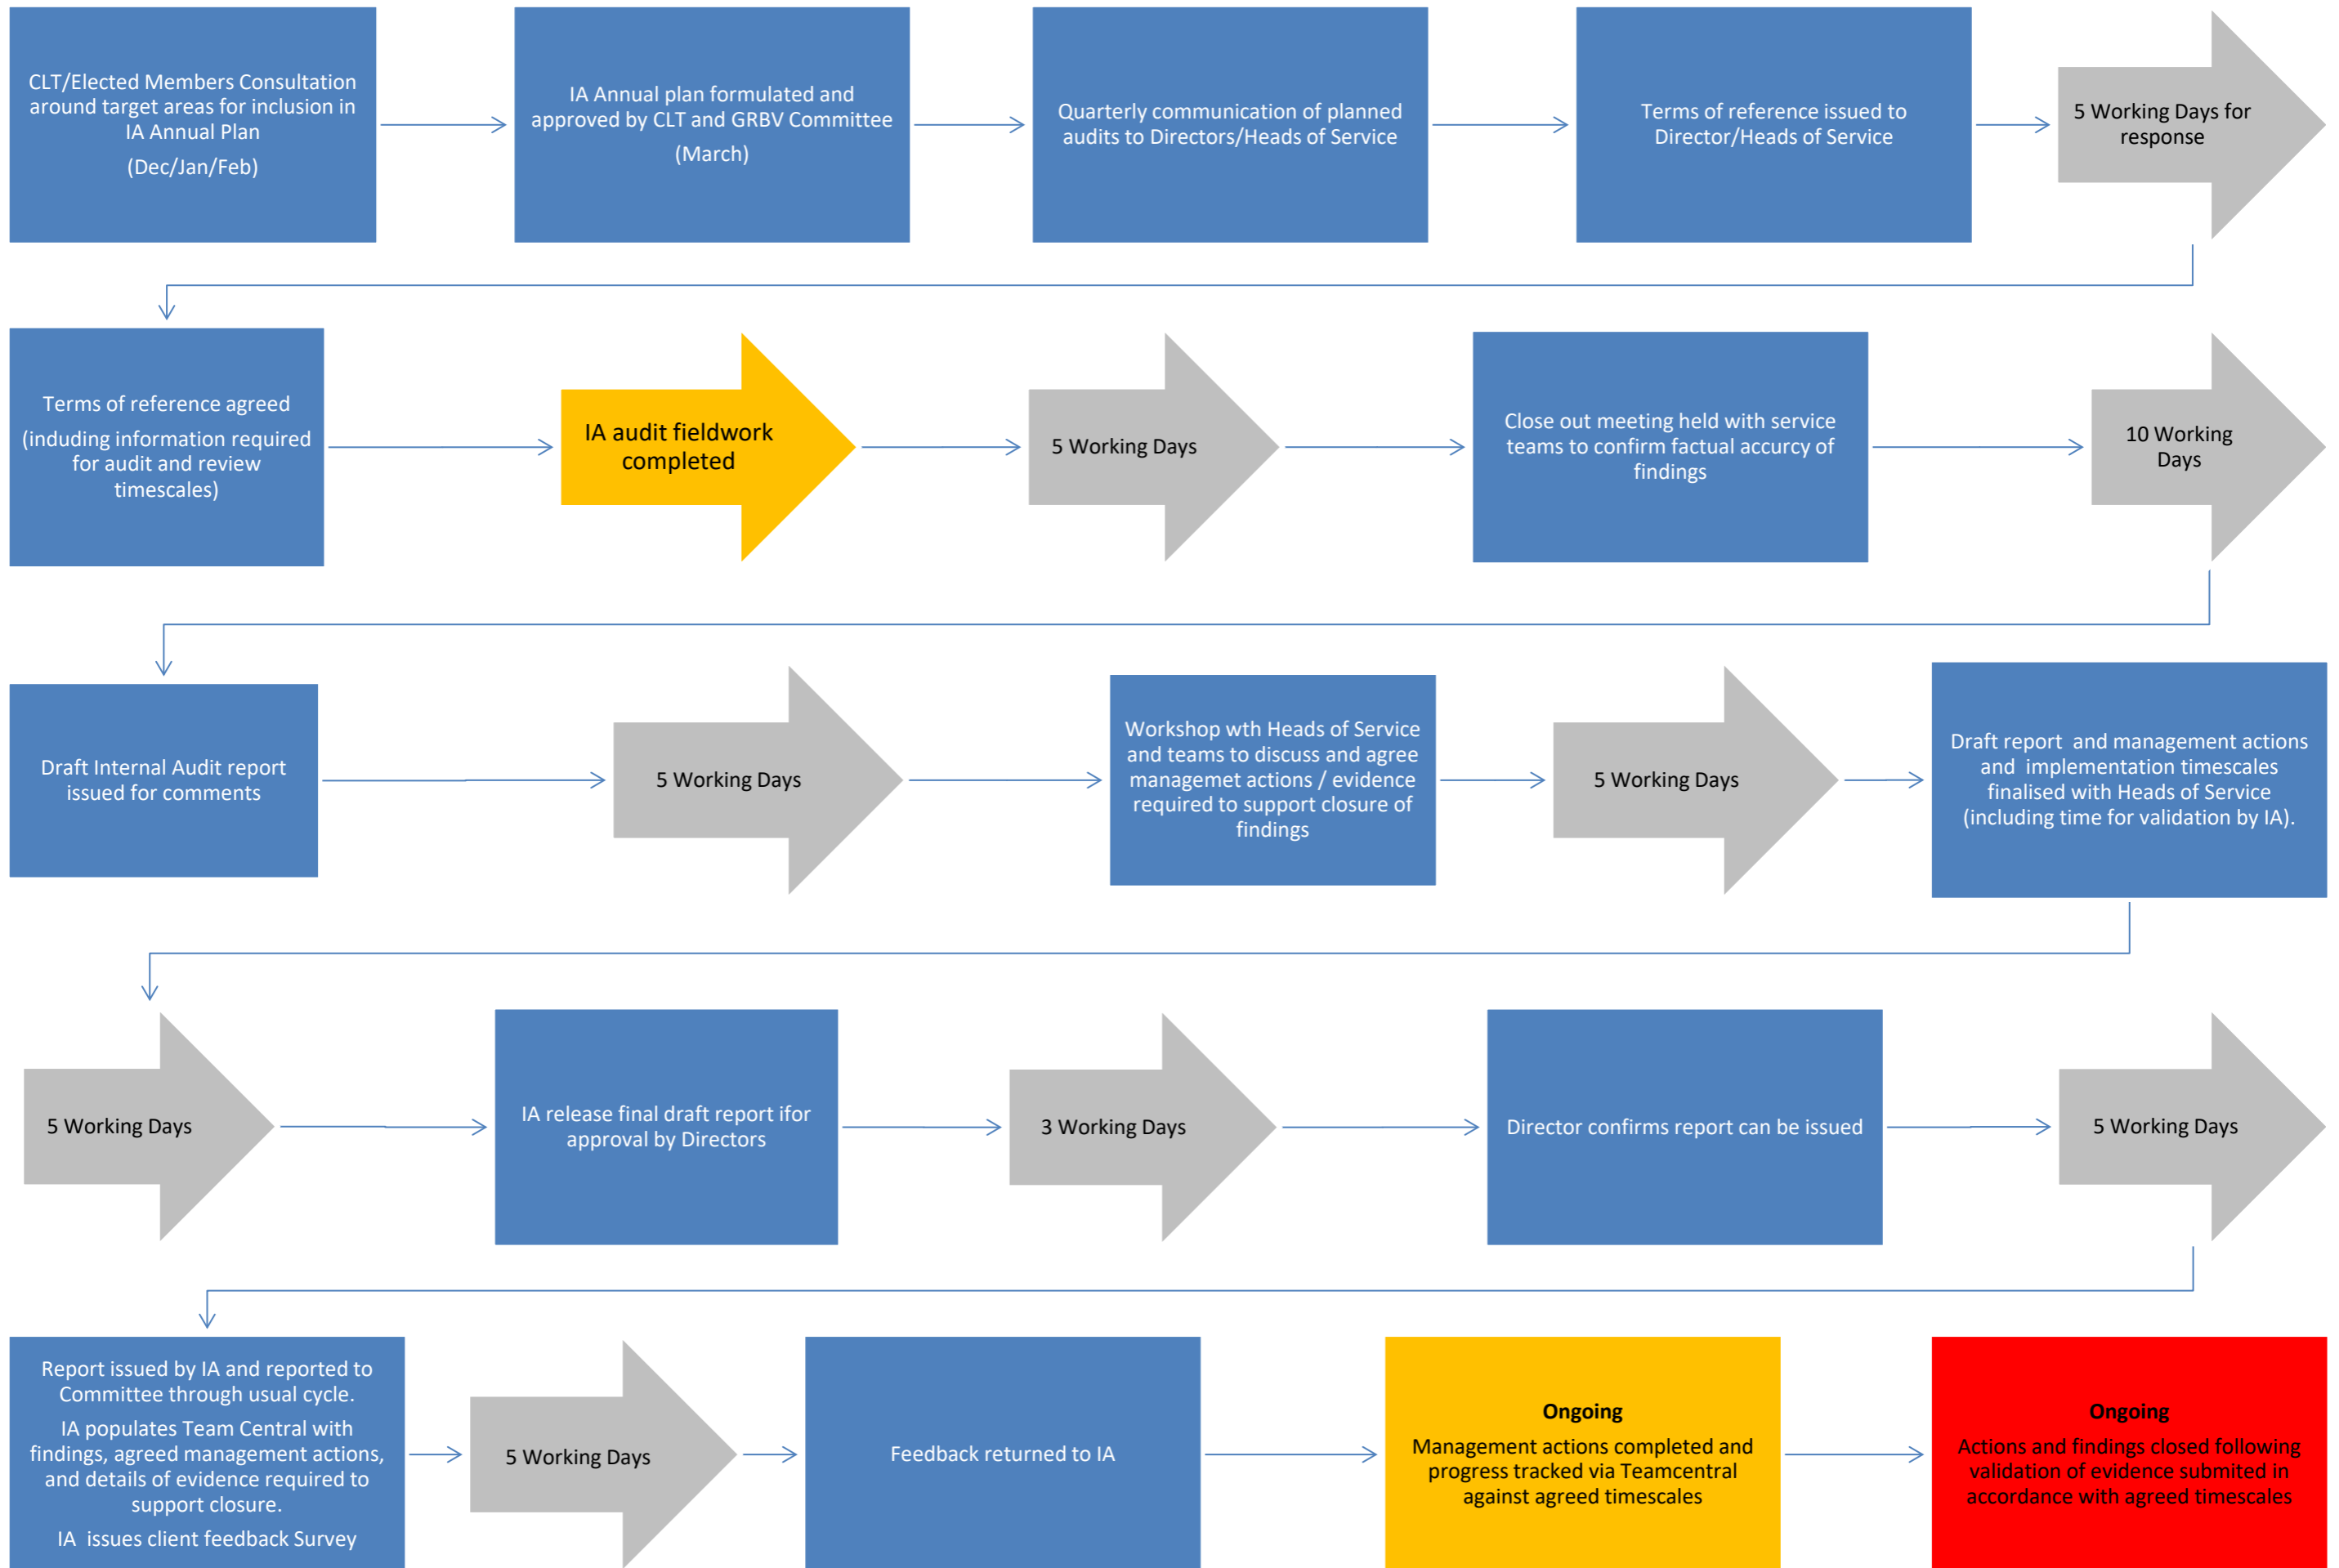 CLT/Elected Members Consultation
around target areas for inclusion in
IA Annual Plan
(Dec/Jan/Feb)
IA Annual plan formulated and
approved by CLT and GRBV Committee
(March)
Quarterly communication of planned
audits to Directors/Heads of Service
Terms of reference issued to
Director/Heads of Service
5 Working Days for
response
Terms of reference agreed
(including information required
for audit and review
timescales)
IA audit fieldwork
completed
5 Working Days
Close out meeting held with service
teams to confirm factual accurcy of
findings
10 Working
Days
Draft Internal Audit report
issued for comments
5 Working Days
Workshop wth Heads of Service
and teams to discuss and agree
managemet actions / evidence
required to support closure of
findings
5 Working Days
Draft report  and management actions
and  implementation timescales
finalised with Heads of Service
(including time for validation by IA).
5 Working Days
IA release final draft report ifor
approval by Directors
3 Working Days
Director confirms report can be issued
5 Working Days
Report issued by IA and reported to
Committee through usual cycle.
IA populates Team Central with
findings, agreed management actions,
and details of evidence required to
support closure.
IA  issues client feedback Survey
5 Working Days
Feedback returned to IA
Ongoing
Management actions completed and
progress tracked via Teamcentral
against agreed timescales
Ongoing
Actions and findings closed following
validation of evidence submited in
accordance with agreed timescales